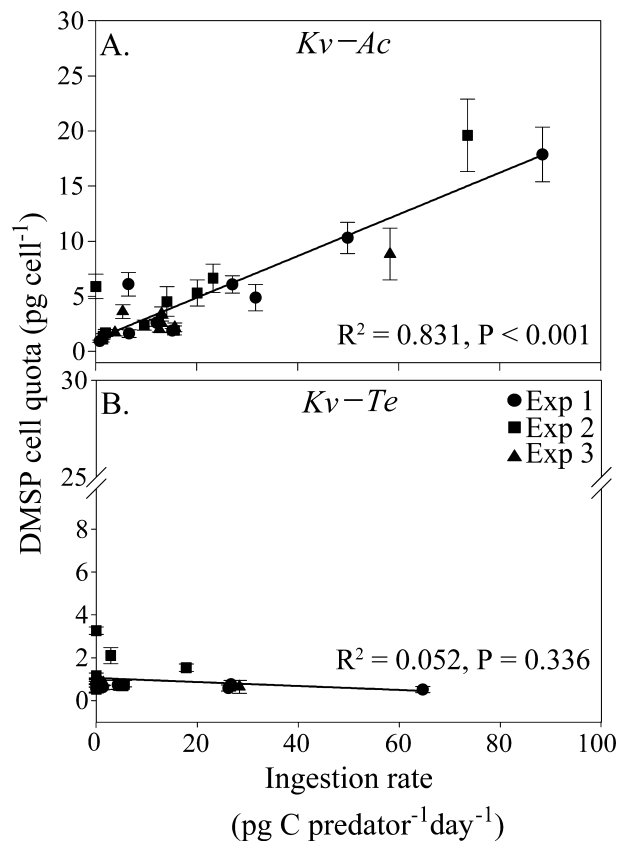 30
A.
Kv−Ac
25
20
15
10
5
0
R² = 0.831, P < 0.001
DMSP cell quota (pg cell⁻¹)
30
B.
Kv−Te
Exp 1
Exp 2
Exp 3
25
8
6
4
2
0
R² = 0.052, P = 0.336
0 20 40 60 80 100
Ingestion rate
(pg C predator⁻¹day⁻¹)